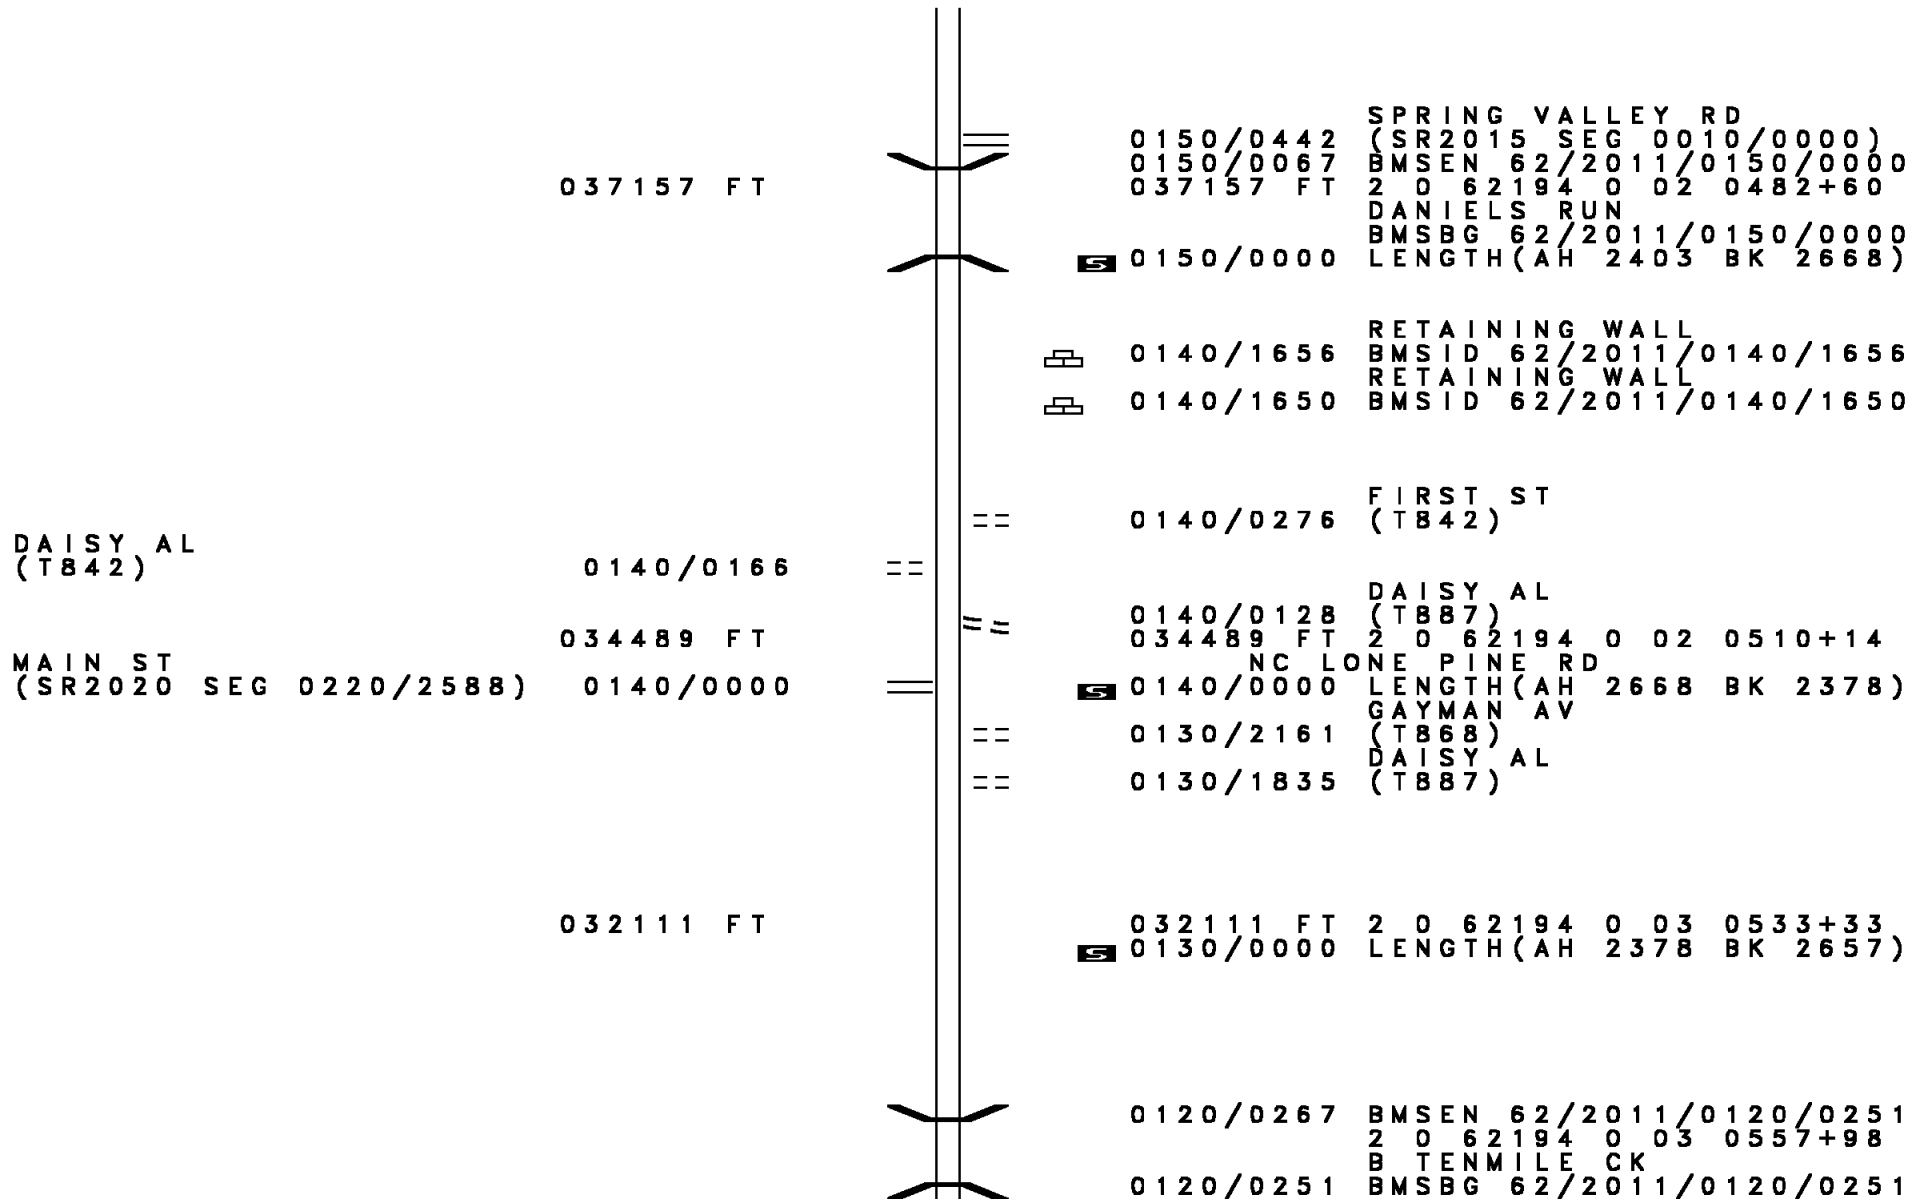 SPRING VALLEY RD
0150/0442 (SR2015 SEG 0010/0000)
0150/0067 BMSEN 62/2011/0150/0000
037157 FT 037157 FT 2 0 62194 0 02 0482+60
DANIELS RUN
BMSBG 62/2011/0150/0000
S 0150/0000 LENGTH(AH 2403 BK 2668)
RETAINING WALL
0140/1656 BMSID 62/2011/0140/1656
RETAINING WALL
0140/1650 BMSID 62/2011/0140/1650
FIRST ST
0140/0276 (T842)
DAISY AL
(T842) 0140/0166
DAISY AL
0140/0128 (T887)
034489 FT 034489 FT 2 0 62194 0 02 0510+14
MAIN ST NC LONE PINE RD
(SR2020 SEG 0220/2588) 0140/0000 S 0140/0000 LENGTH(AH 2668 BK 2378)
GAYMAN AV
0130/2161 (T868)
DAISY AL
0130/1835 (T887)
032111 FT 032111 FT 2 0 62194 0 03 0533+33
S 0130/0000 LENGTH(AH 2378 BK 2657)
0120/0267 BMSEN 62/2011/0120/0251
2 0 62194 0 03 0557+98
B TENMILE CK
0120/0251 BMSBG 62/2011/0120/0251